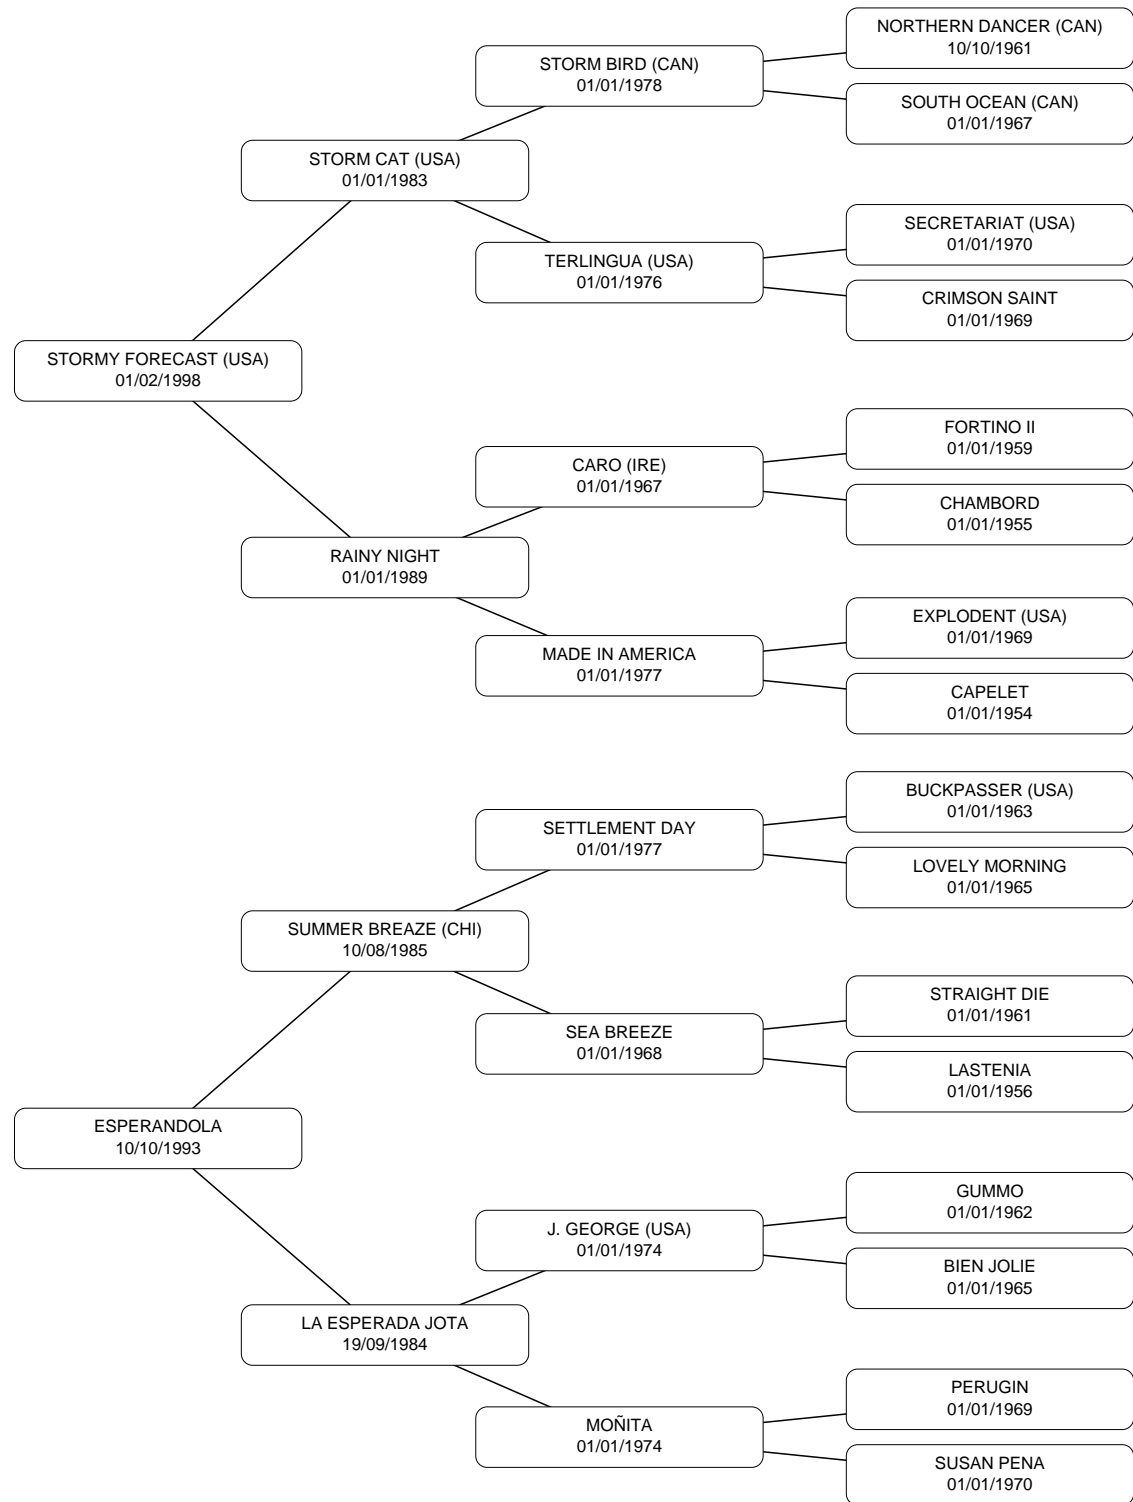 NORTHERN DANCER (CAN)
10/10/1961
STORM BIRD (CAN)
01/01/1978
SOUTH OCEAN (CAN)
01/01/1967
STORM CAT (USA)
01/01/1983
SECRETARIAT (USA)
01/01/1970
TERLINGUA (USA)
01/01/1976
CRIMSON SAINT
01/01/1969
STORMY FORECAST (USA)
01/02/1998
FORTINO II
01/01/1959
CARO (IRE)
01/01/1967
CHAMBORD
01/01/1955
RAINY NIGHT
01/01/1989
EXPLODENT (USA)
01/01/1969
MADE IN AMERICA
01/01/1977
CAPELET
01/01/1954
BUCKPASSER (USA)
01/01/1963
SETTLEMENT DAY
01/01/1977
LOVELY MORNING
01/01/1965
SUMMER BREAZE (CHI)
10/08/1985
STRAIGHT DIE
01/01/1961
SEA BREEZE
01/01/1968
LASTENIA
01/01/1956
ESPERANDOLA
10/10/1993
GUMMO
01/01/1962
J. GEORGE (USA)
01/01/1974
BIEN JOLIE
01/01/1965
LA ESPERADA JOTA
19/09/1984
PERUGIN
01/01/1969
MOÑITA
01/01/1974
SUSAN PENA
01/01/1970